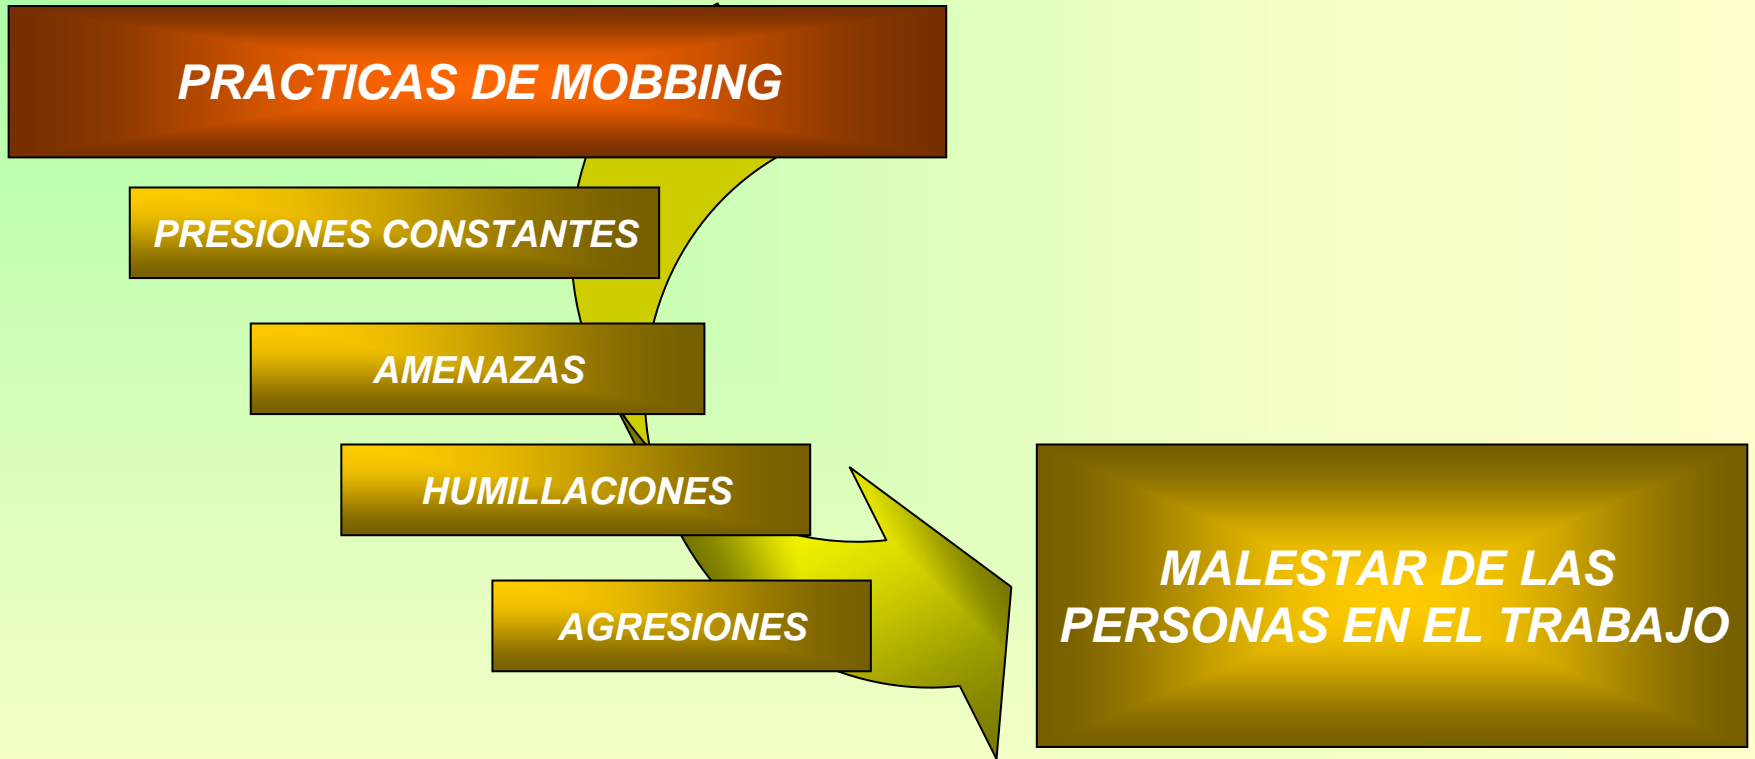 PRACTICAS DE MOBBING
PRESIONES CONSTANTES
AMENAZAS
HUMILLACIONES
AGRESIONES
MALESTAR DE LAS
PERSONAS EN EL TRABAJO